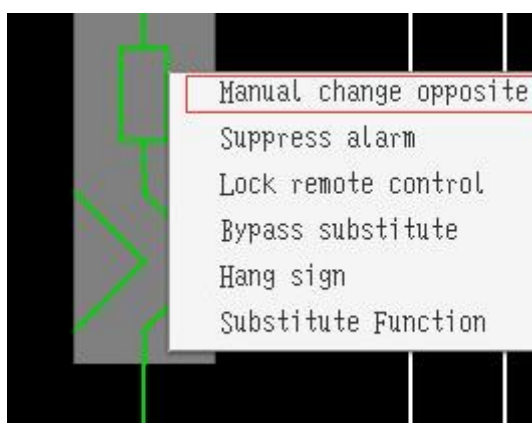 Manual change opposite
Suppress alarm
Lock remote control
Bypass substitute
Hang sign
Substitute Function